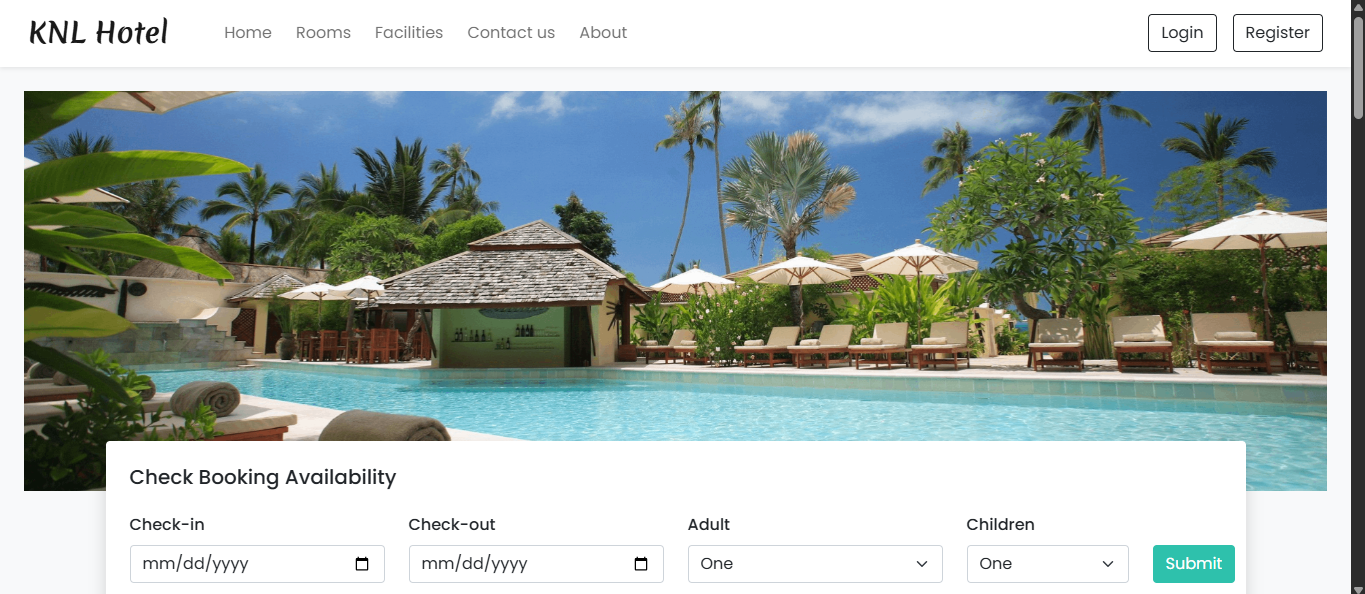 KNL Hotel
Home Rooms Facilities Contact us About
Login Register
Check Booking Availability
Check-in Check-out Adult Children
mm/dd/yyyy mm/dd/yyyy One One Submit